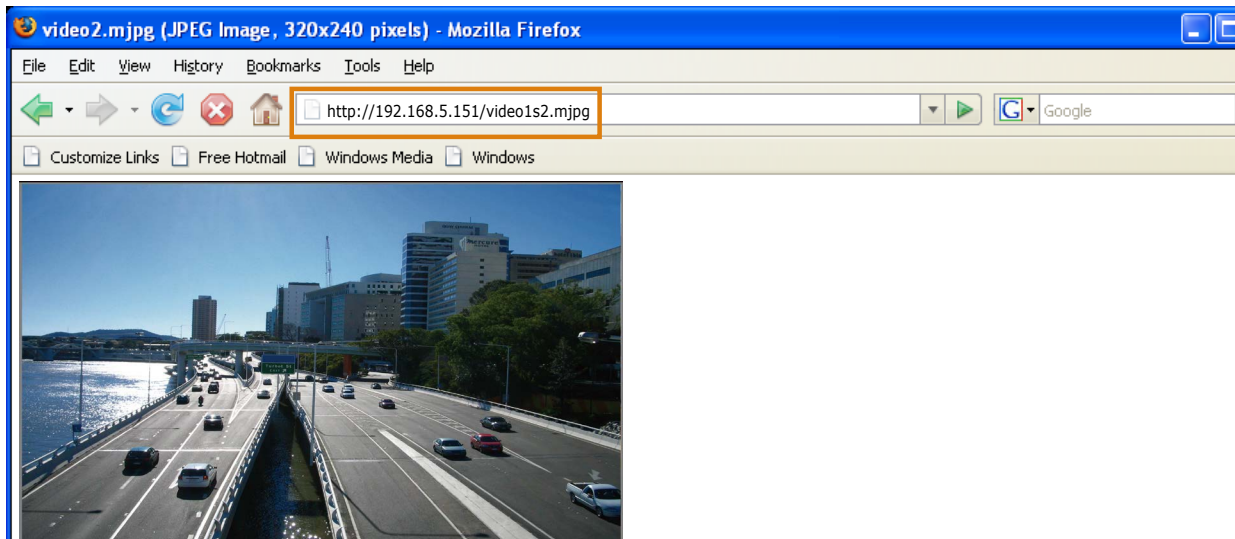 video2.mjpg (JPEG Image, 320x240 pixels) - Mozilla Firefox
File Edit View History Bookmarks Tools Help
http://192.168.5.151/video1s2.mjpg
G Google
Customize Links Free Hotmail Windows Media Windows
mercure